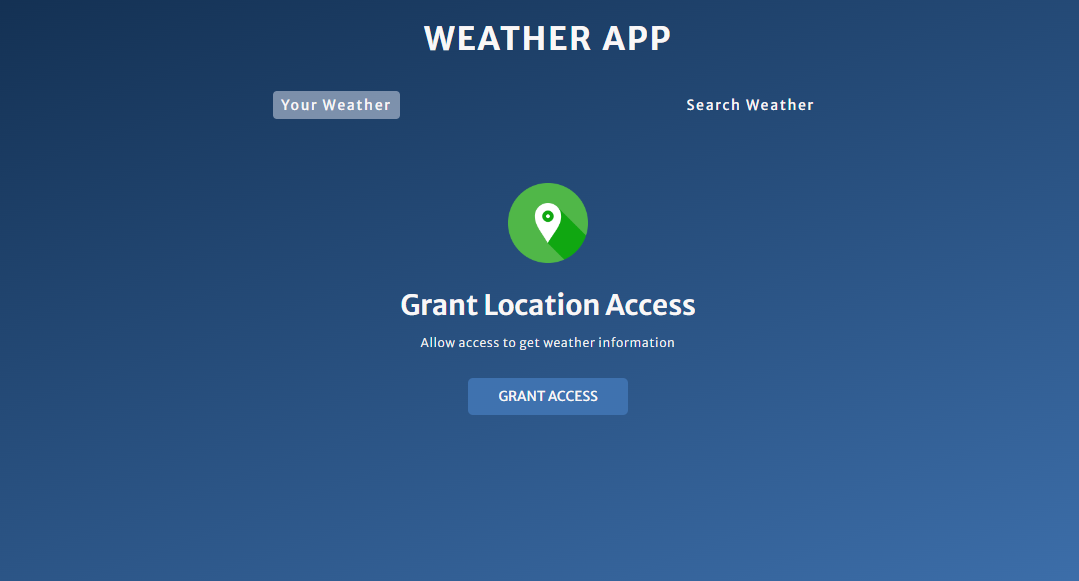 WEATHER APP
Your Weather
Search Weather
Grant Location Access
Allow access to get weather information
GRANT ACCESS